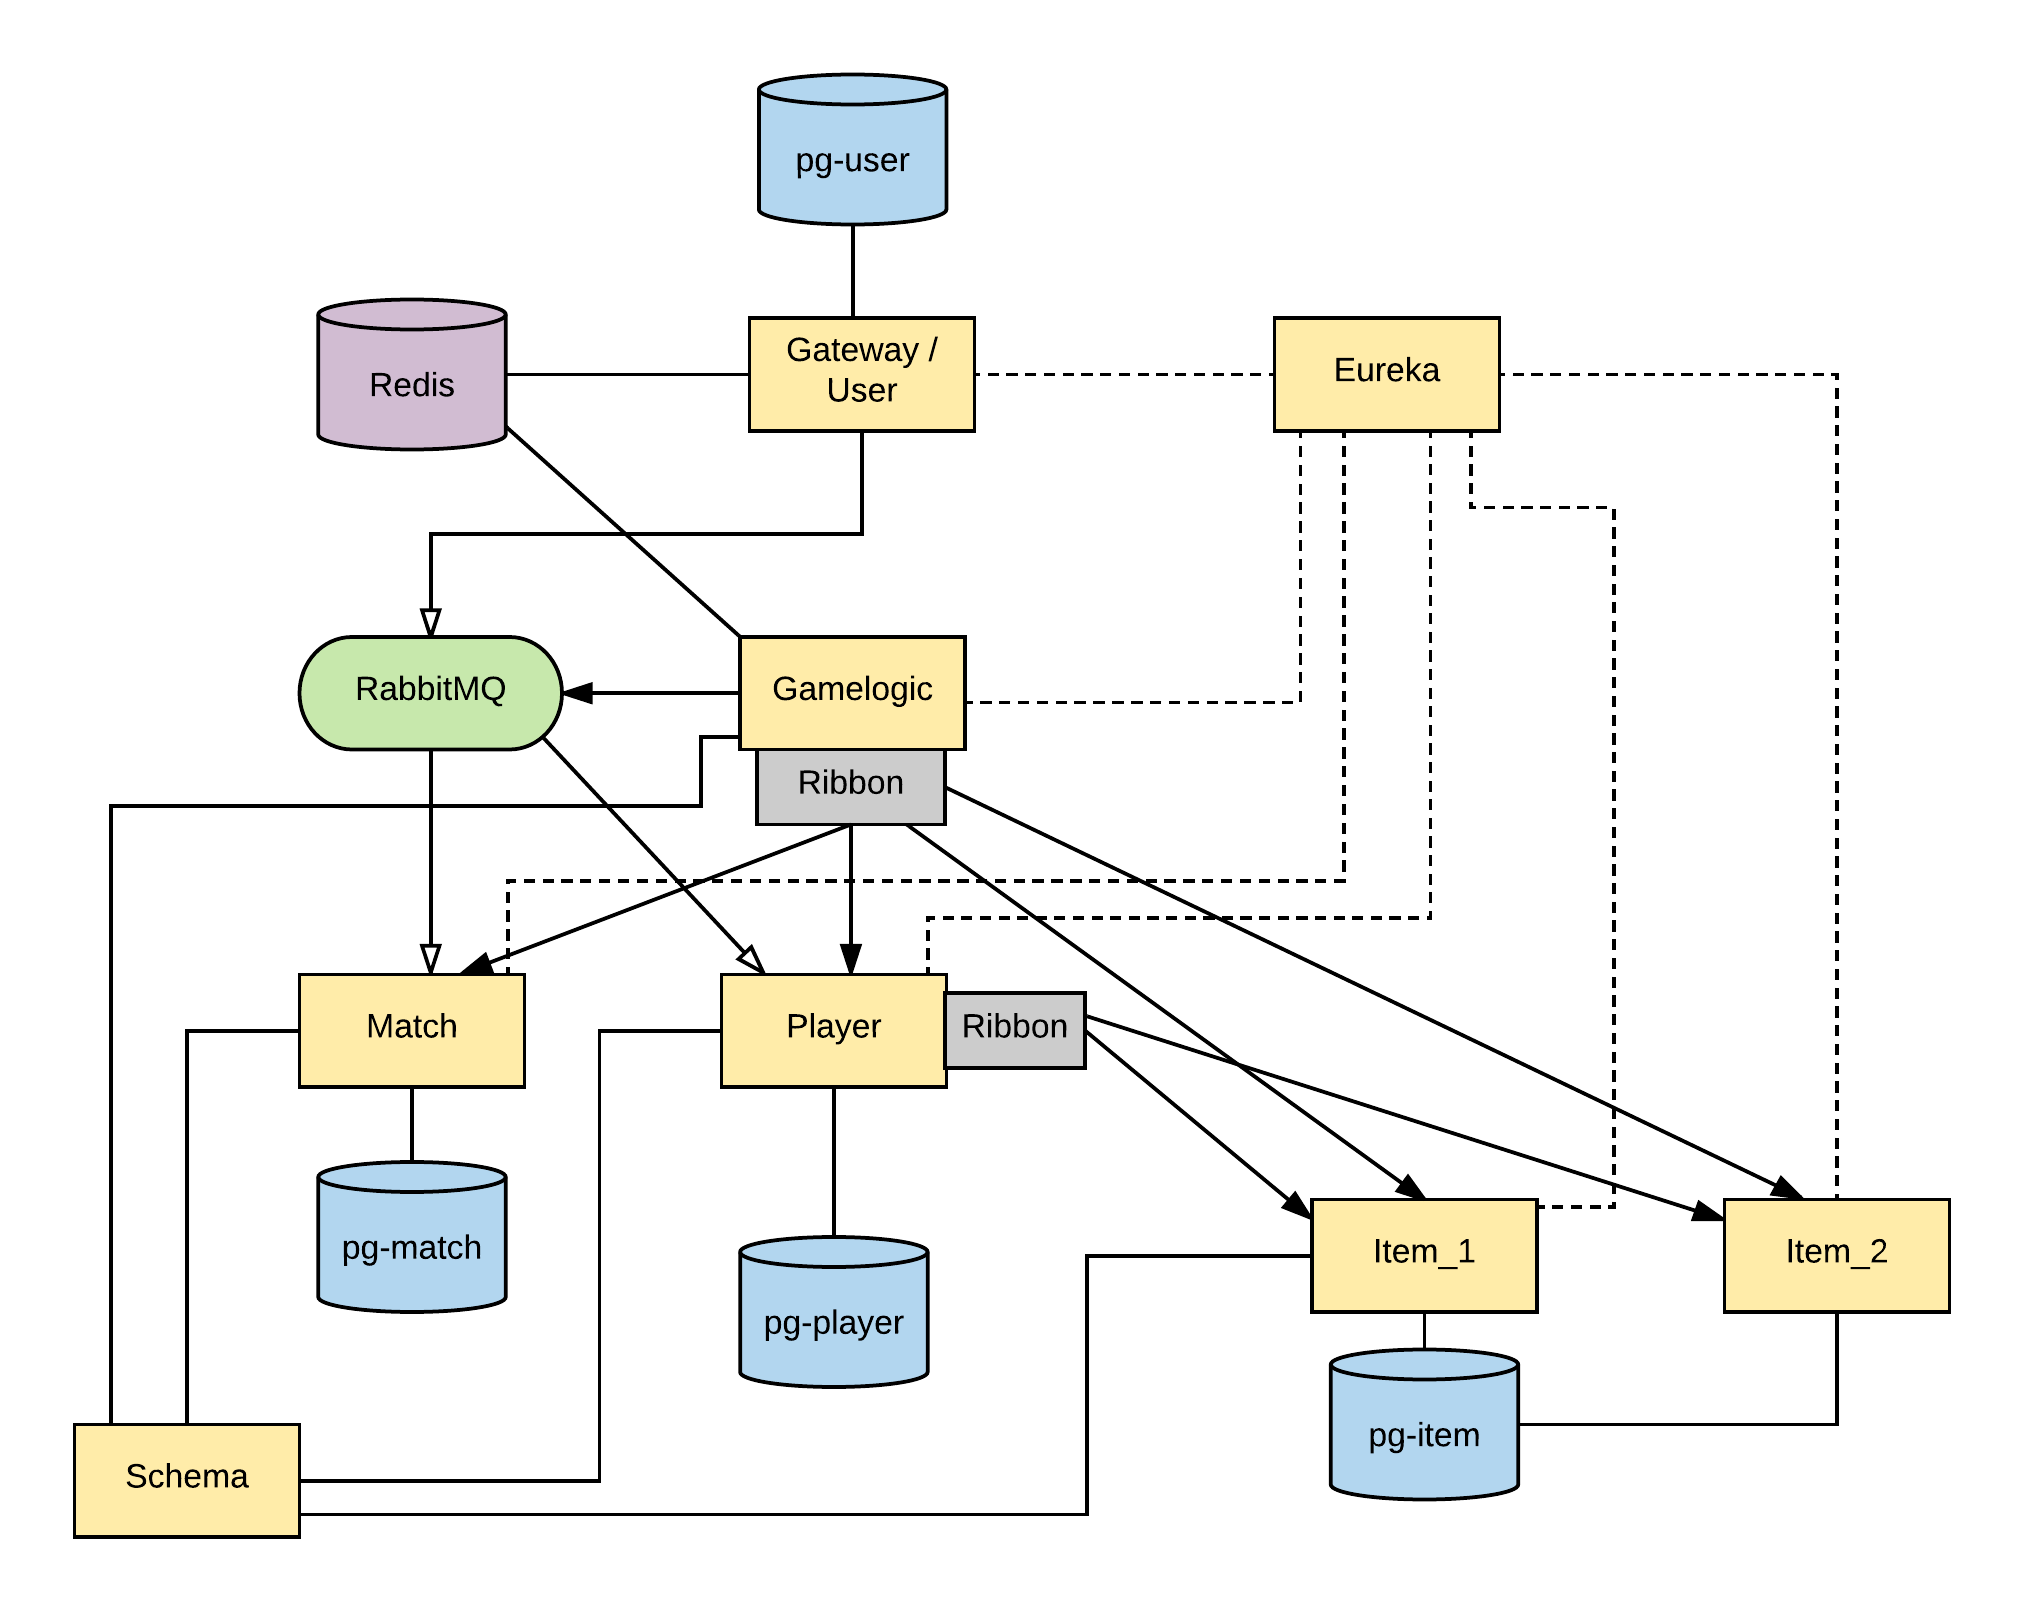 pg-user
Redis
Gateway /
User
Eureka
RabbitMQ
Gamelogic
Ribbon
Match
Player
Ribbon
pg-match
pg-player
Item_1
Item_2
pg-item
Schema